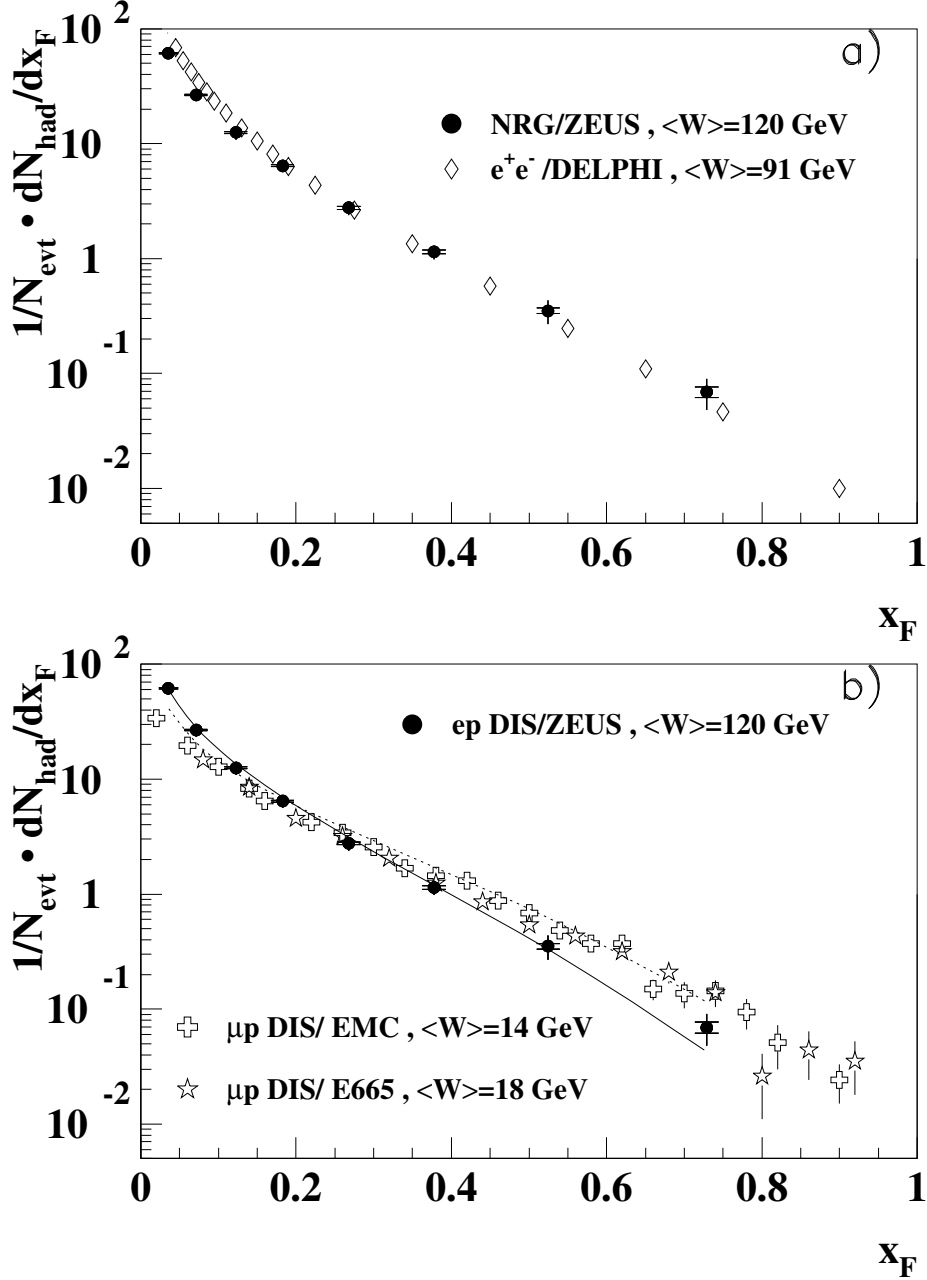 a)
1/N_evt • dN_had/dx_F
10^2
10
1
10^-1
10^-2
NRG/ZEUS , <W>=120 GeV
e^+e^-/DELPHI , <W>=91 GeV
0 0.2 0.4 0.6 0.8 1
x_F
b)
1/N_evt • dN_had/dx_F
10^2
10
1
10^-1
10^-2
ep DIS/ZEUS , <W>=120 GeV
μp DIS/ EMC , <W>=14 GeV
μp DIS/ E665 , <W>=18 GeV
0 0.2 0.4 0.6 0.8 1
x_F